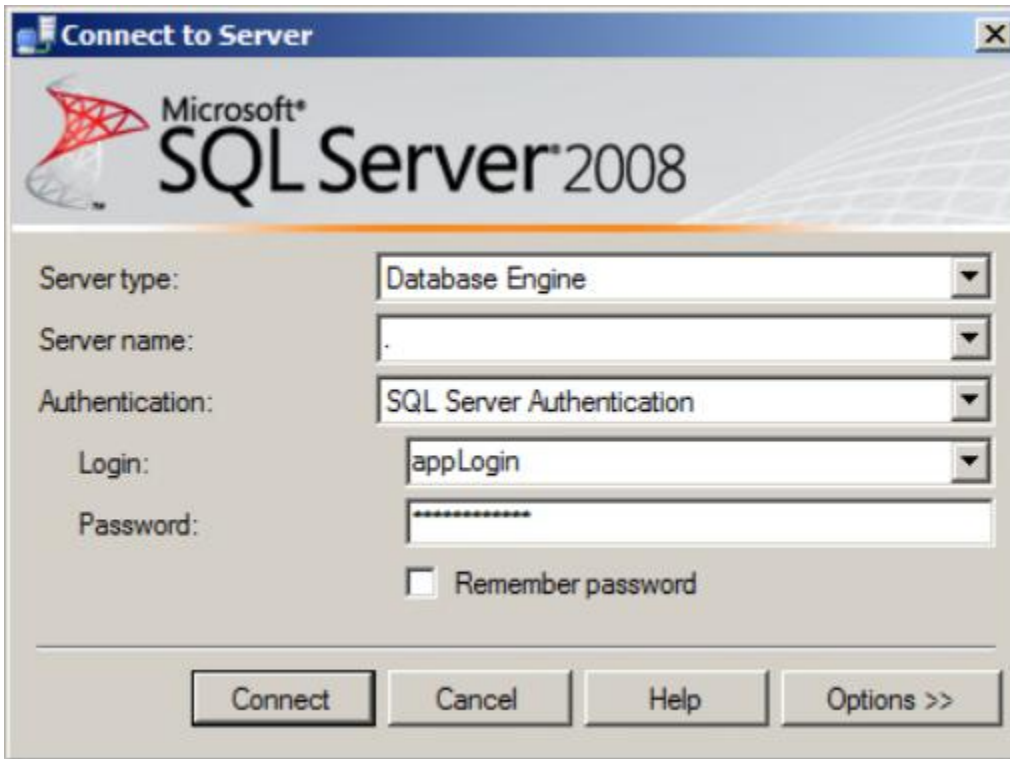 Connect to Server
Microsoft®
SQL Server® 2008
™
Server type: Database Engine
Server name: .
Authentication: SQL Server Authentication
Login: appLogin
Password: ************
Remember password
Connect Cancel Help Options >>